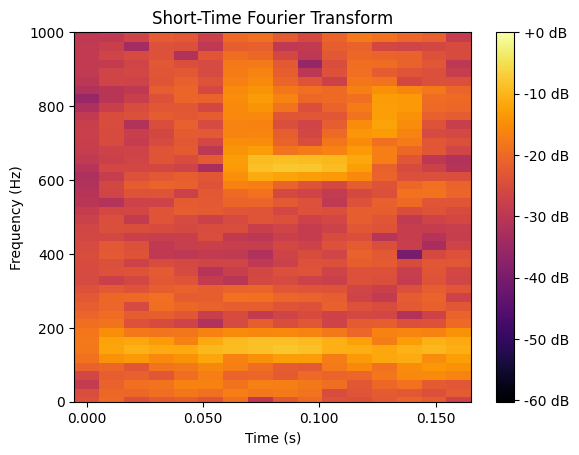 Short-Time Fourier Transform
1000
800
600
400
200
0
Frequency (Hz)
0.000
0.050
0.100
0.150
Time (s)
+0 dB
-10 dB
-20 dB
-30 dB
-40 dB
-50 dB
-60 dB